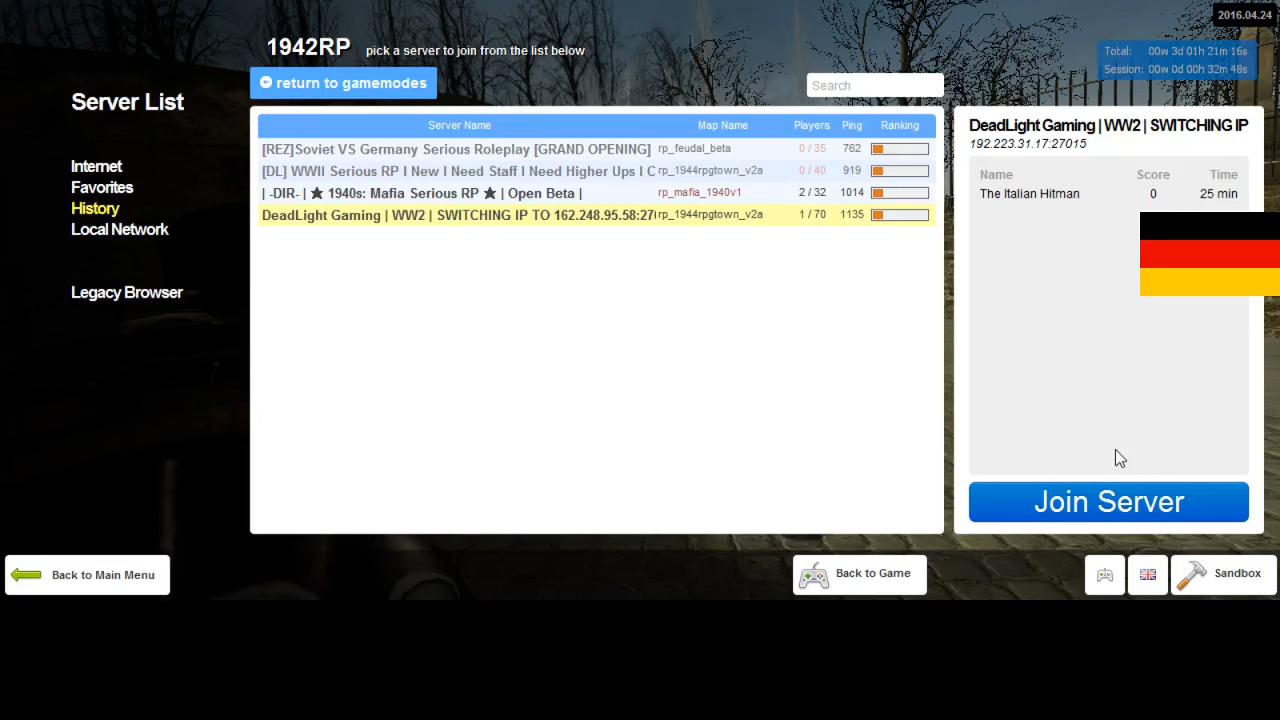 2016.04.24
1942RP pick a server to join from the list below
Total: 00w 3d 01h 21m 16s
Session: 00w 0d 00h 32m 48s
return to gamemodes
Search
Server List
Internet
Favorites
History
Local Network
Legacy Browser
Server Name Map Name Players Ping Ranking
[REZ]Soviet VS Germany Serious Roleplay [GRAND OPENING] rp_feudal_beta 0 / 35 762
[DL] WWII Serious RP I New I Need Staff I Need Higher Ups I C rp_1944rpgtown_v2a 0 / 40 919
| -DIR- | ★ 1940s: Mafia Serious RP ★ | Open Beta | rp_mafia_1940v1 2 / 32 1014
DeadLight Gaming | WW2 | SWITCHING IP TO 162.248.95.58:27( rp_1944rpgtown_v2a 1 / 70 1135
DeadLight Gaming | WW2 | SWITCHING IP
192.223.31.17:27015
Name Score Time
The Italian Hitman 0 25 min
Join Server
Back to Main Menu
Back to Game
Sandbox